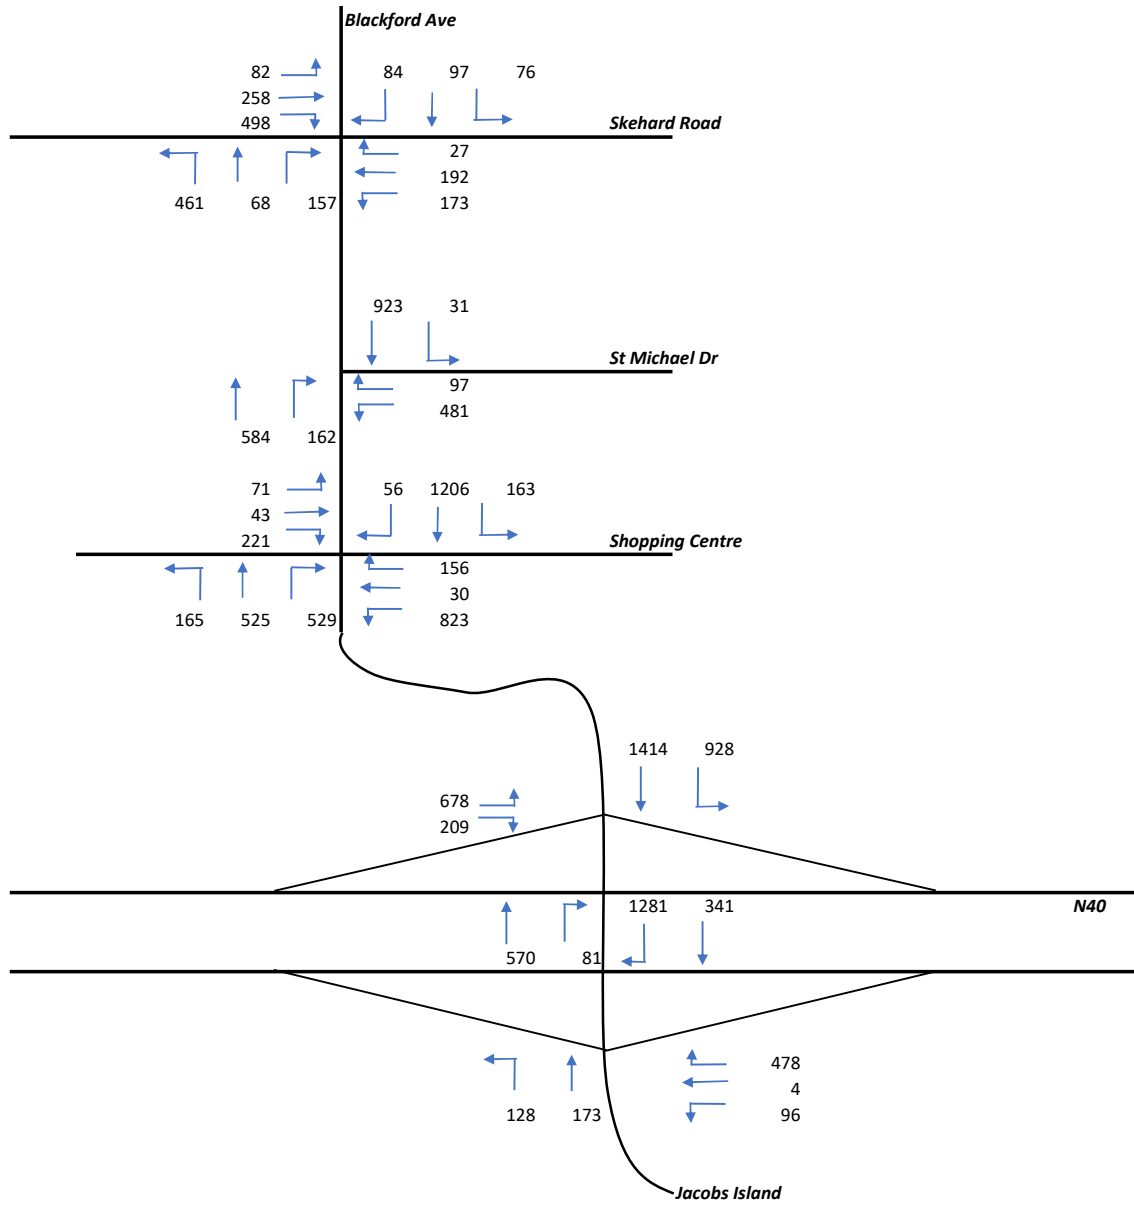 Blackford Ave
82 84 97 76
258
498 Skehard Road
27
192
461 68 157 173
923 31
St Michael Dr
97
481
584 162
71 56 1206 163
43
221 Shopping Centre
156
30
165 525 529 823
1414 928
678
209
1281 341 N40
570 81
478
4
128 173 96
Jacobs Island